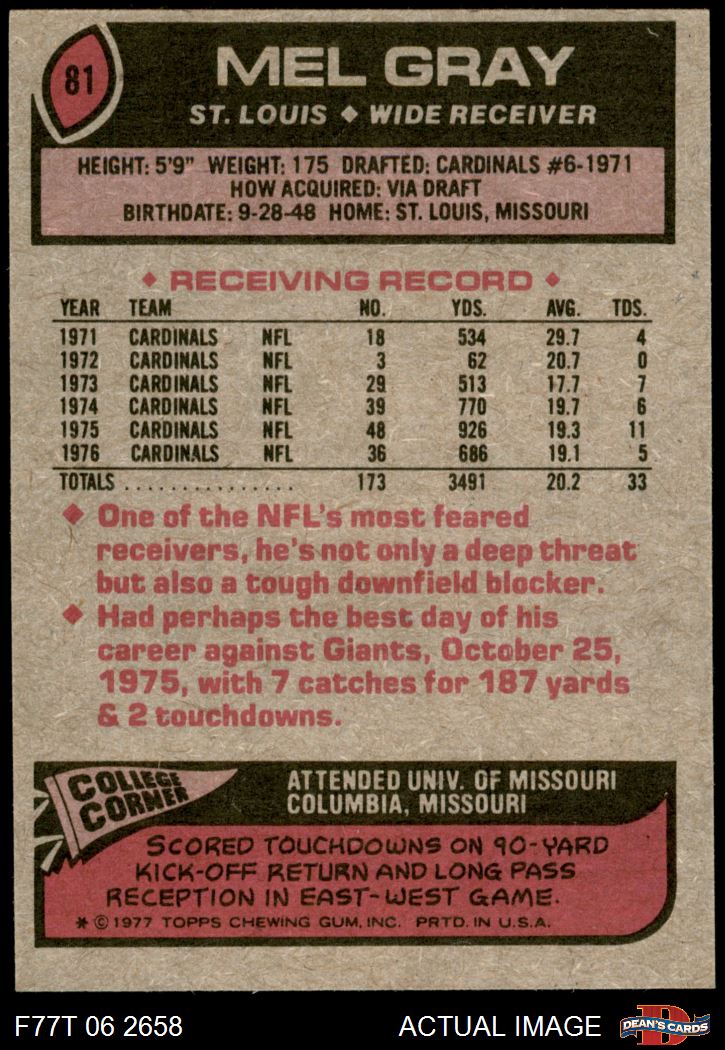 81
MEL GRAY
ST. LOUIS ◆ WIDE RECEIVER
HEIGHT: 5'9" WEIGHT: 175 DRAFTED: CARDINALS #6-1971
HOW ACQUIRED: VIA DRAFT
BIRTHDATE: 9-28-48 HOME: ST. LOUIS, MISSOURI
◆ RECEIVING RECORD ◆
YEAR TEAM NO. YDS. AVG. TDS.
1971 CARDINALS NFL 18 534 29.7 4
1972 CARDINALS NFL 3 62 20.7 0
1973 CARDINALS NFL 29 513 17.7 7
1974 CARDINALS NFL 39 770 19.7 6
1975 CARDINALS NFL 48 926 19.3 11
1976 CARDINALS NFL 36 686 19.1 5
TOTALS ............... 173 3491 20.2 33
◆ One of the NFL's most feared
receivers, he's not only a deep threat
but also a tough downfield blocker.
◆ Had perhaps the best day of his
career against Giants, October 25,
1975, with 7 catches for 187 yards
& 2 touchdowns.
COLLEGE
CORNER
ATTENDED UNIV. OF MISSOURI
COLUMBIA, MISSOURI
SCORED TOUCHDOWNS ON 90-YARD
KICK-OFF RETURN AND LONG PASS
RECEPTION IN EAST-WEST GAME.
* © 1977 TOPPS CHEWING GUM, INC. PRTD. IN U.S.A.
F77T 06 2658
ACTUAL IMAGE
D
DEAN'S CARDS